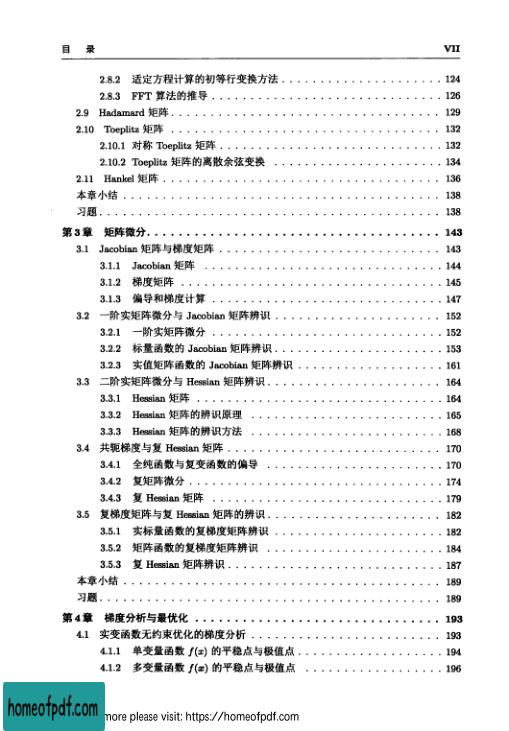 目 录 VII
2.8.2 适定方程计算的初等行变换方法 . . . . . . . . . . . . . . . . . . . . . 124
2.8.3 FFT 算法的推导 . . . . . . . . . . . . . . . . . . . . . . . . . . . . . 126
2.9 Hadamard 矩阵 . . . . . . . . . . . . . . . . . . . . . . . . . . . . . . . 129
2.10 Toeplitz 矩阵 . . . . . . . . . . . . . . . . . . . . . . . . . . . . . . . 132
2.10.1 对称 Toeplitz 矩阵 . . . . . . . . . . . . . . . . . . . . . . . . . . . 132
2.10.2 Toeplitz 矩阵的离散余弦变换 . . . . . . . . . . . . . . . . . . . . . . 134
2.11 Hankel 矩阵 . . . . . . . . . . . . . . . . . . . . . . . . . . . . . . . . 136
本章小结 . . . . . . . . . . . . . . . . . . . . . . . . . . . . . . . . . . . . 138
习题 . . . . . . . . . . . . . . . . . . . . . . . . . . . . . . . . . . . . . . 138
第 3 章 矩阵微分 . . . . . . . . . . . . . . . . . . . . . . . . . . . . . . . . 143
3.1 Jacobian 矩阵与梯度矩阵 . . . . . . . . . . . . . . . . . . . . . . . . . . 143
3.1.1 Jacobian 矩阵 . . . . . . . . . . . . . . . . . . . . . . . . . . . . . . 144
3.1.2 梯度矩阵 . . . . . . . . . . . . . . . . . . . . . . . . . . . . . . . . 145
3.1.3 偏导和梯度计算 . . . . . . . . . . . . . . . . . . . . . . . . . . . . . 147
3.2 一阶实矩阵微分与 Jacobian 矩阵辨识 . . . . . . . . . . . . . . . . . . . . 152
3.2.1 一阶实矩阵微分 . . . . . . . . . . . . . . . . . . . . . . . . . . . . . 152
3.2.2 标量函数的 Jacobian 矩阵辨识 . . . . . . . . . . . . . . . . . . . . . . 153
3.2.3 实值矩阵函数的 Jacobian 矩阵辨识 . . . . . . . . . . . . . . . . . . . . 161
3.3 二阶实矩阵微分与 Hessian 矩阵辨识 . . . . . . . . . . . . . . . . . . . . . 164
3.3.1 Hessian 矩阵 . . . . . . . . . . . . . . . . . . . . . . . . . . . . . . 164
3.3.2 Hessian 矩阵的辨识原理 . . . . . . . . . . . . . . . . . . . . . . . . . 165
3.3.3 Hessian 矩阵的辨识方法 . . . . . . . . . . . . . . . . . . . . . . . . . 168
3.4 共轭梯度与复 Hessian 矩阵 . . . . . . . . . . . . . . . . . . . . . . . . . 170
3.4.1 全纯函数与复变函数的偏导 . . . . . . . . . . . . . . . . . . . . . . . . 170
3.4.2 复矩阵微分 . . . . . . . . . . . . . . . . . . . . . . . . . . . . . . . 174
3.4.3 复 Hessian 矩阵 . . . . . . . . . . . . . . . . . . . . . . . . . . . . . 179
3.5 复梯度矩阵与复 Hessian 矩阵的辨识 . . . . . . . . . . . . . . . . . . . . . 182
3.5.1 实标量函数的复梯度矩阵辨识 . . . . . . . . . . . . . . . . . . . . . . . 182
3.5.2 矩阵函数的复梯度矩阵辨识 . . . . . . . . . . . . . . . . . . . . . . . . 184
3.5.3 复 Hessian 矩阵辨识 . . . . . . . . . . . . . . . . . . . . . . . . . . . 187
本章小结 . . . . . . . . . . . . . . . . . . . . . . . . . . . . . . . . . . . . 189
习题 . . . . . . . . . . . . . . . . . . . . . . . . . . . . . . . . . . . . . . 189
第 4 章 梯度分析与最优化 . . . . . . . . . . . . . . . . . . . . . . . . . . . . 193
4.1 实变函数无约束优化的梯度分析 . . . . . . . . . . . . . . . . . . . . . . . . 193
4.1.1 单变量函数 f(x) 的平稳点与极值点 . . . . . . . . . . . . . . . . . . . . 194
4.1.2 多变量函数 f(x) 的平稳点与极值点 . . . . . . . . . . . . . . . . . . . . 196
homeofpdf.com
more please visit: https://homeofpdf.com